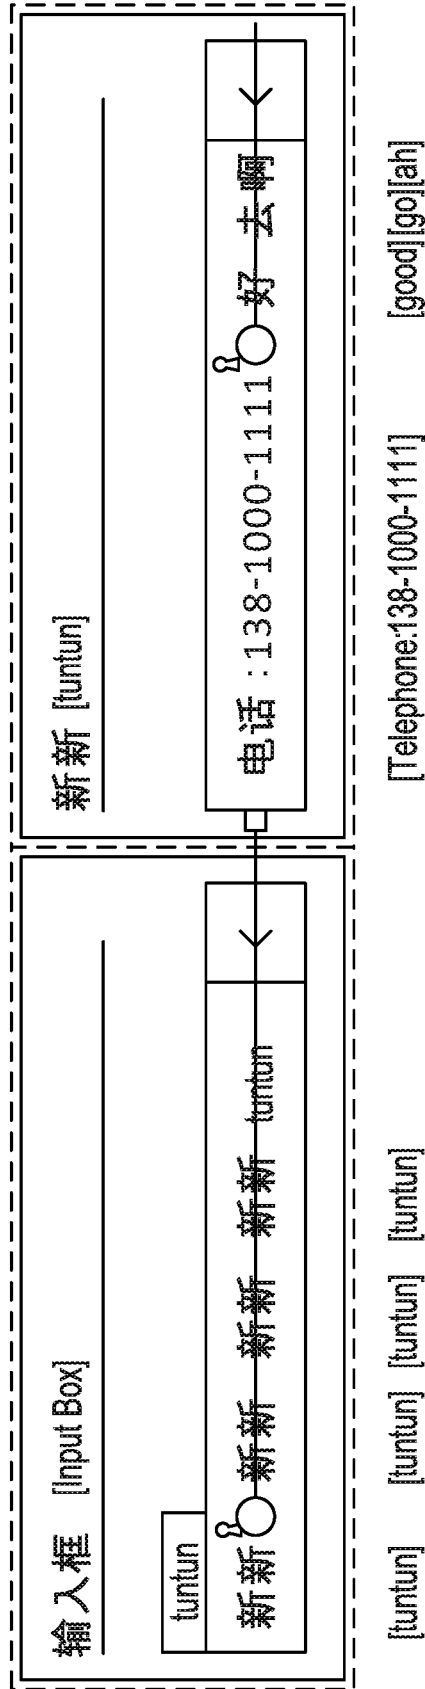 输入框 [Input Box]
tuntun
新新 新新 新新 新新 tuntun
[tuntun] [tuntun] [tuntun] [tuntun]
新新 [tuntun]
电话:138-1000-1111 好 去啊
[Telephone:138-1000-1111] [good][go][ah]